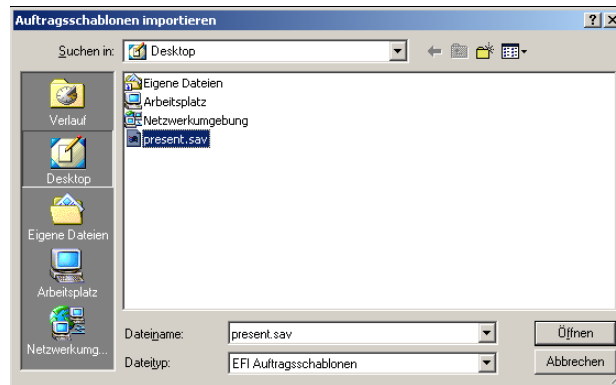 Auftragsschablonen importieren
Suchen in: Desktop
Verlauf
Desktop
Eigene Dateien
Arbeitsplatz
Netzwerkumg...
Eigene Dateien
Arbeitsplatz
Netzwerkumgebung
present.sav
Dateiname: present.sav Öffnen
Dateityp: EFI Auftragsschablonen Abbrechen